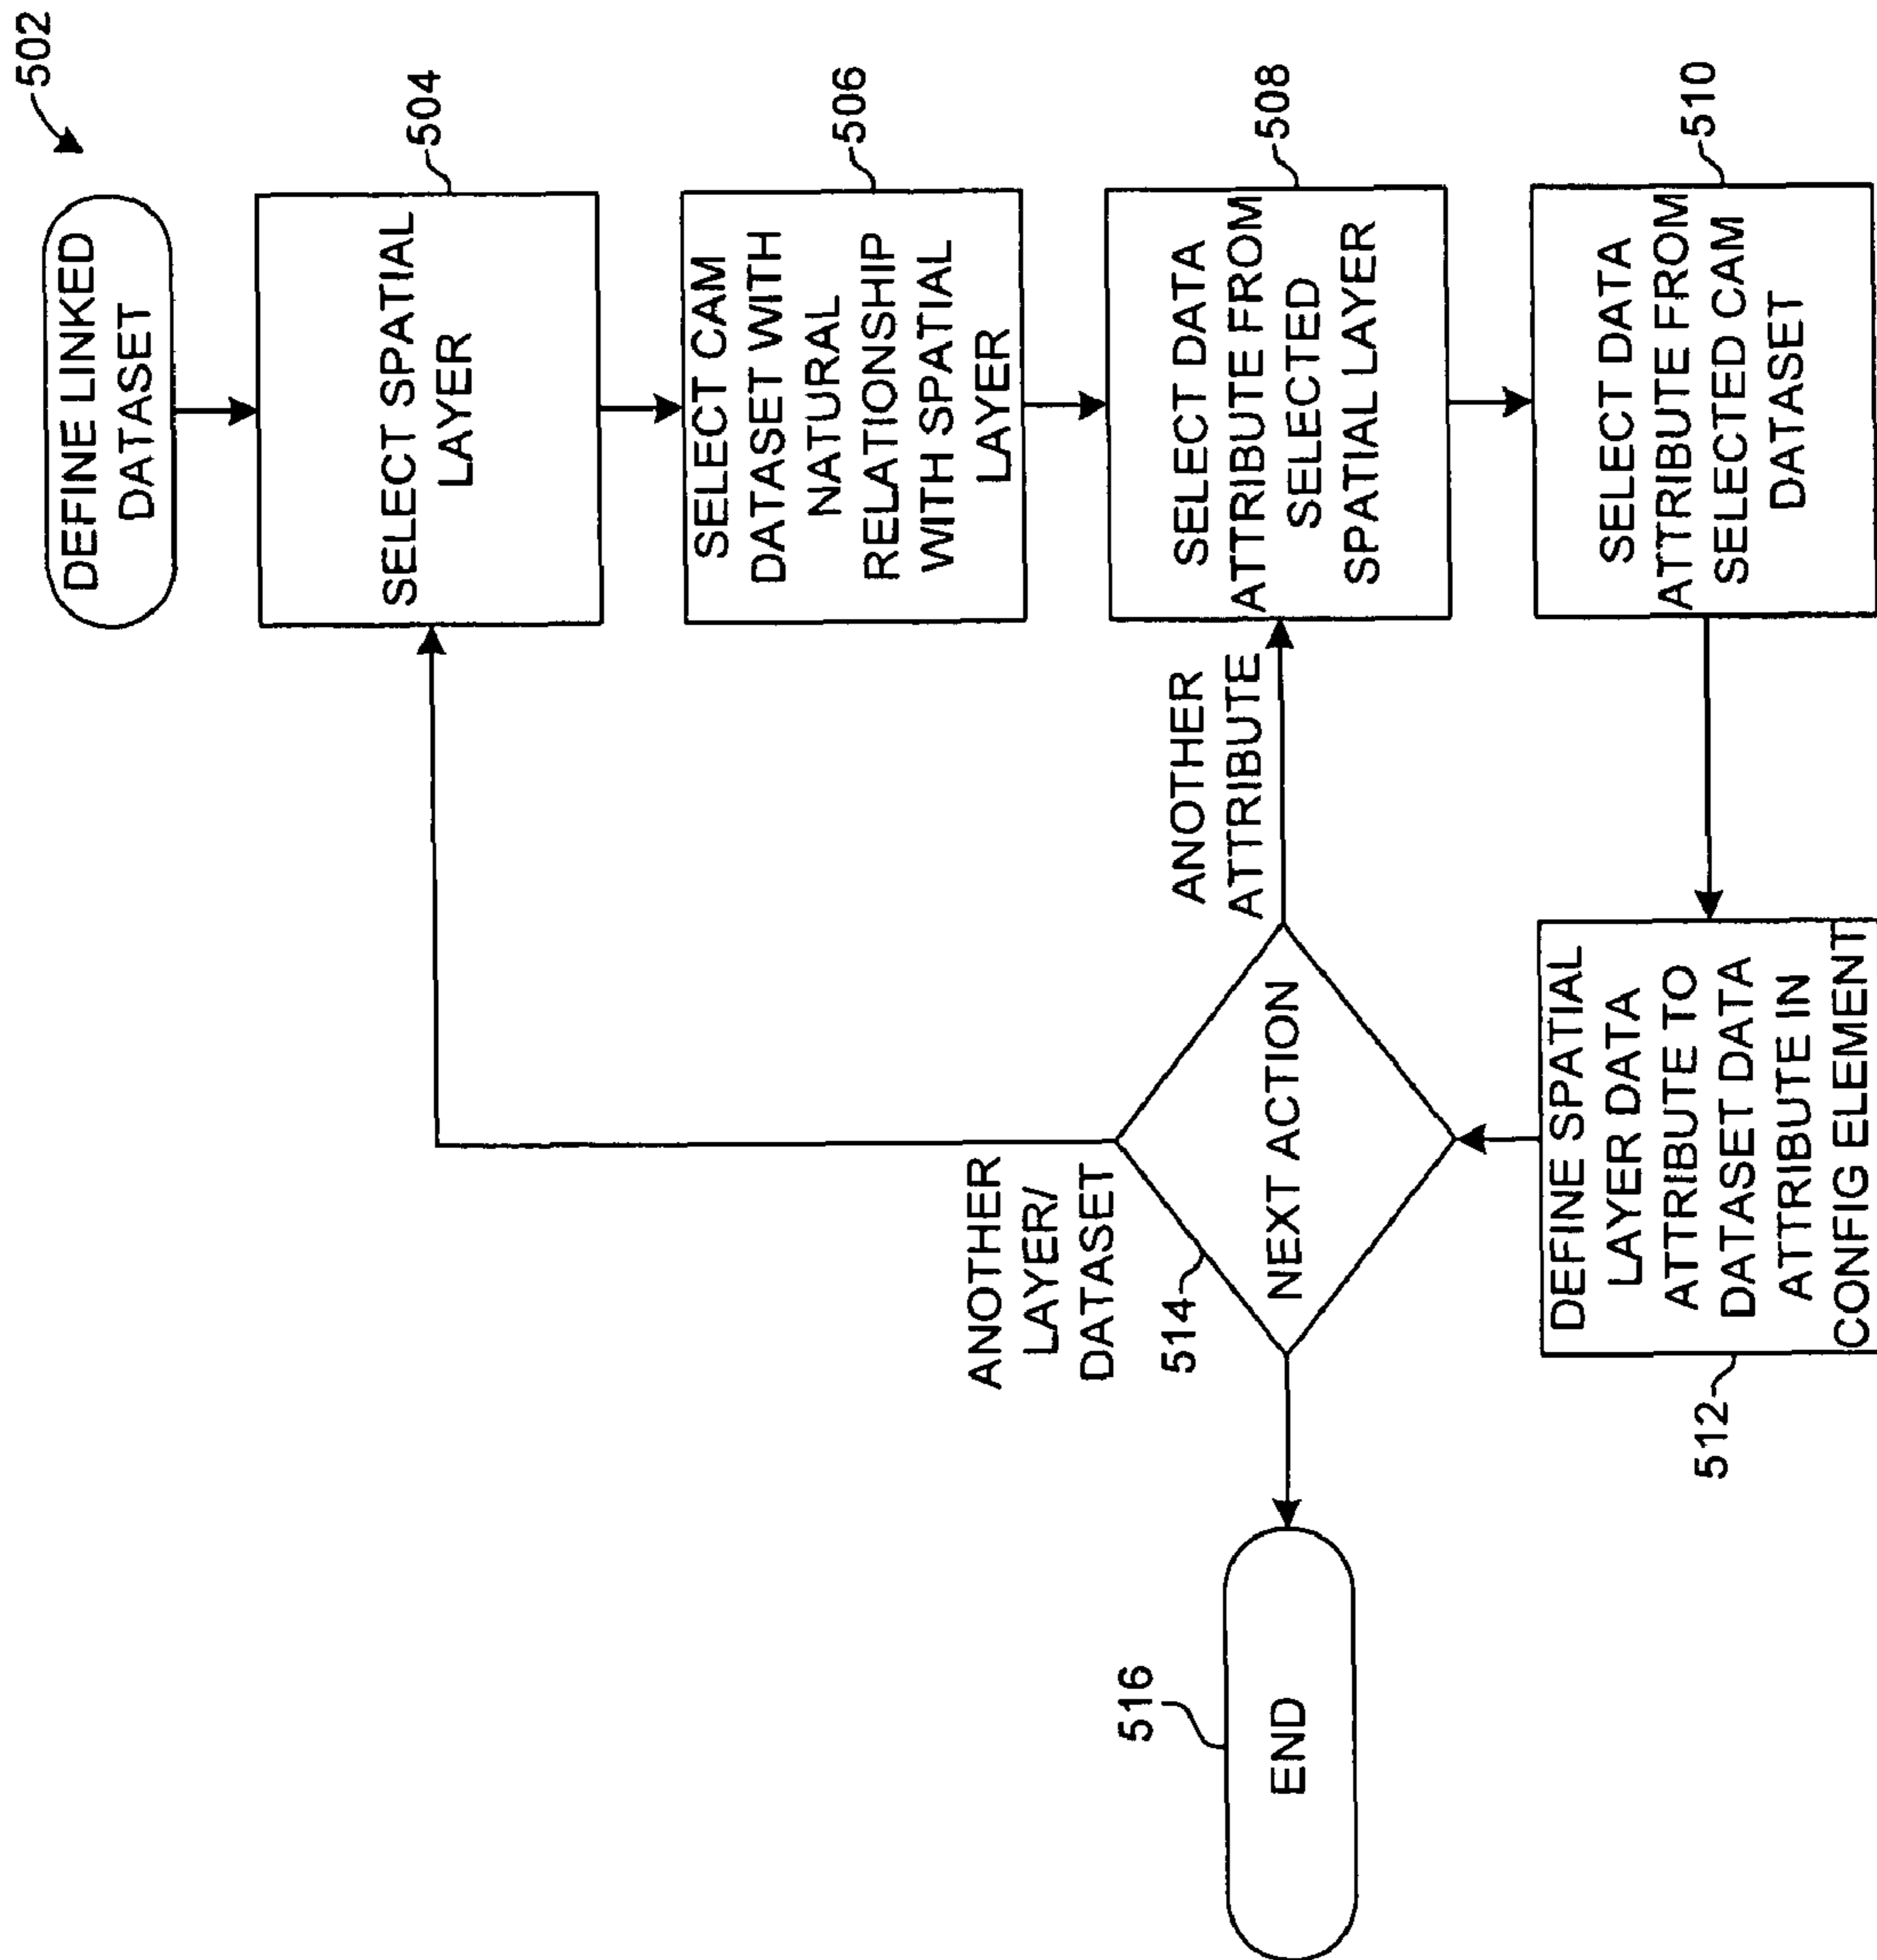 502
DEFINE LINKED
DATASET
504
SELECT SPATIAL
LAYER
506
SELECT CAM
DATASET WITH
NATURAL
RELATIONSHIP
WITH SPATIAL
LAYER
508
SELECT DATA
ATTRIBUTE FROM
SELECTED
SPATIAL LAYER
510
SELECT DATA
ATTRIBUTE FROM
SELECTED CAM
DATASET
512
DEFINE SPATIAL
LAYER DATA
ATTRIBUTE TO
DATASET DATA
ATTRIBUTE IN
CONFIG ELEMENT
514
NEXT ACTION
ANOTHER
ATTRIBUTE
ANOTHER
LAYER/
DATASET
516
END